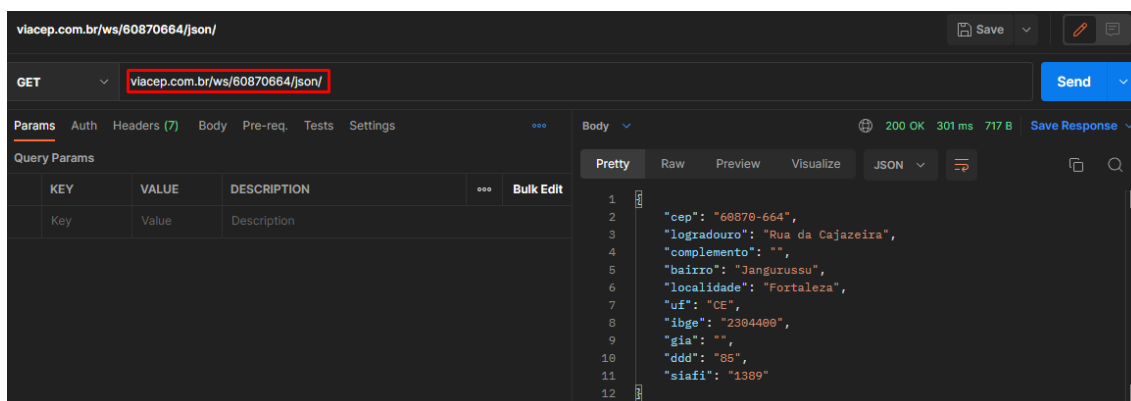 viacep.com.br/ws/60870664/json/
Save
GET viacep.com.br/ws/60870664/json/ Send
Params Auth Headers (7) Body Pre-req. Tests Settings
Query Params
KEY VALUE DESCRIPTION Bulk Edit
Key Value Description
Body 200 OK 301 ms 717 B Save Response
Pretty Raw Preview Visualize JSON
1 {
2 "cep": "60870-664",
3 "logradouro": "Rua da Cajazeira",
4 "complemento": "",
5 "bairro": "Jangurussu",
6 "localidade": "Fortaleza",
7 "uf": "CE",
8 "ibge": "2304400",
9 "gia": "",
10 "ddd": "85",
11 "siafi": "1389"
12 }